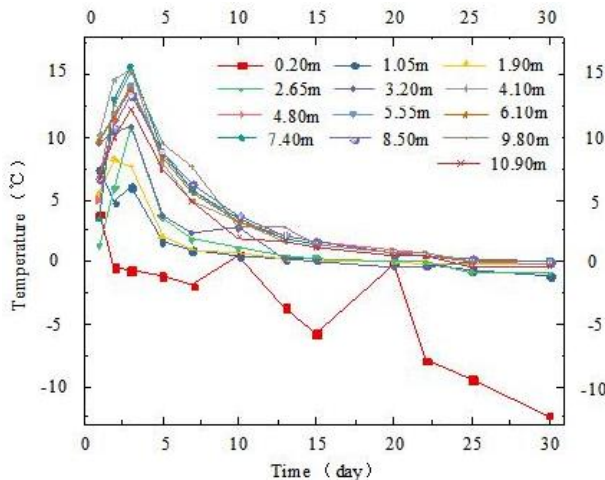 0 5 10 15 20 25 30
15 15
0.20m 1.05m 1.90m
2.65m 3.20m 4.10m
4.80m 5.55m 6.10m
7.40m 8.50m 9.80m
10.90m
10 10
5 5
0 0
-5 -5
-10 -10
Temperature （℃）
0 5 10 15 20 25 30
Time （day）